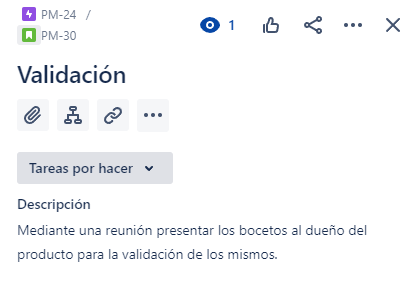 PM-24 /
PM-30
1
Validación
Tareas por hacer
Descripción
Mediante una reunión presentar los bocetos al dueño del
producto para la validación de los mismos.